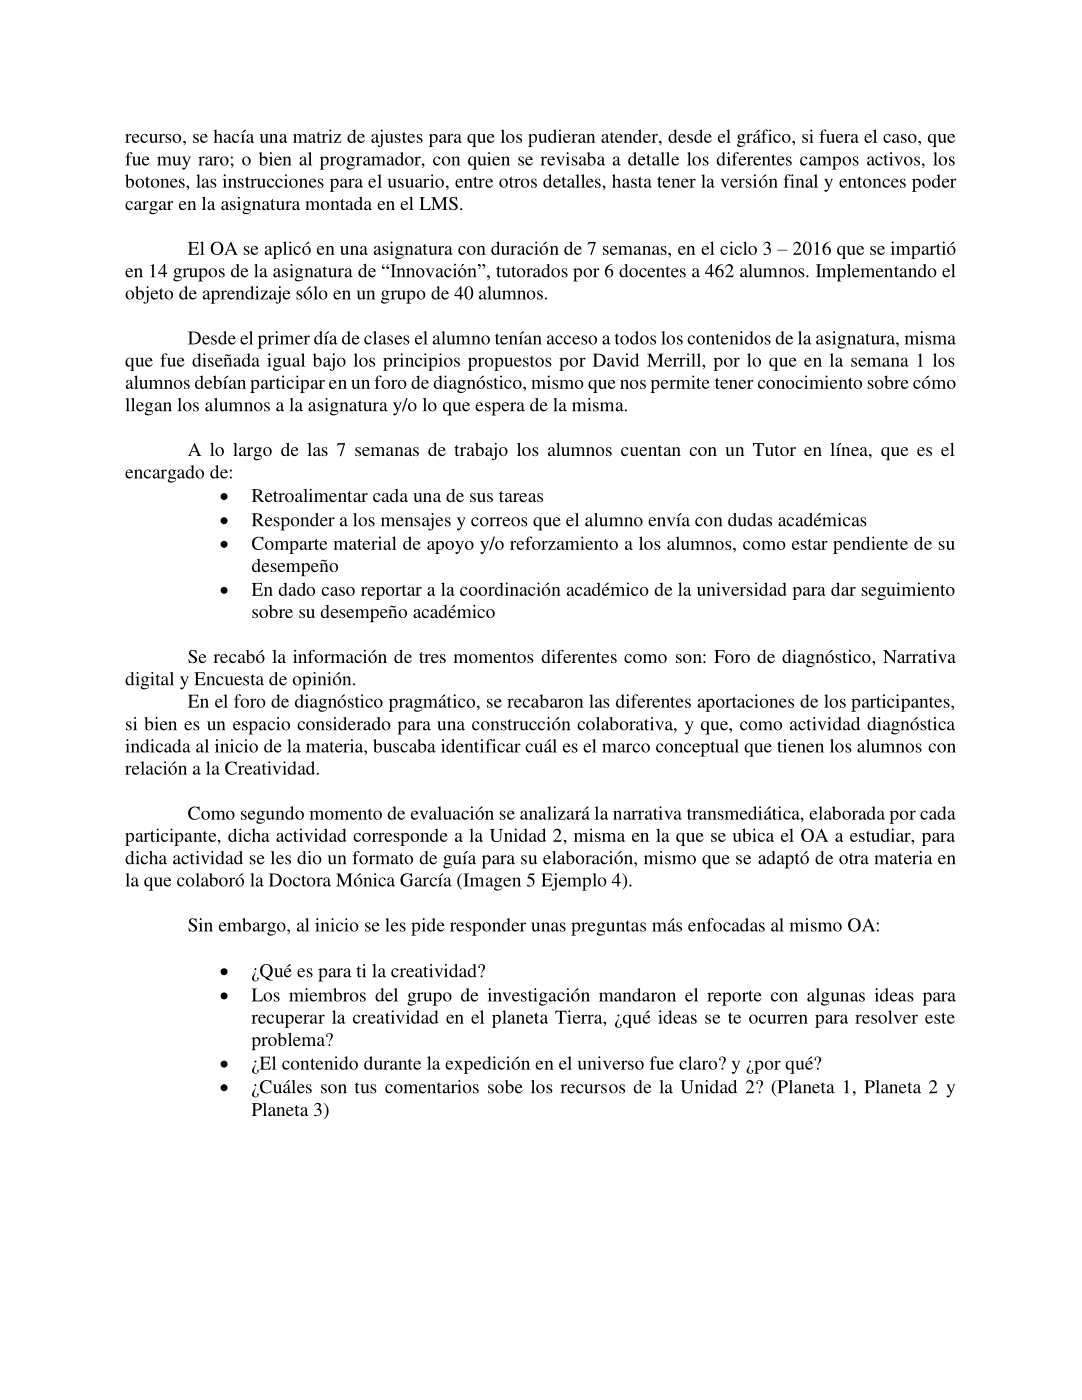 recurso, se hacía una matriz de ajustes para que los pudieran atender, desde el gráfico, si fuera el caso, que
fue muy raro; o bien al programador, con quien se revisaba a detalle los diferentes campos activos, los
botones, las instrucciones para el usuario, entre otros detalles, hasta tener la versión final y entonces poder
cargar en la asignatura montada en el LMS.
El OA se aplicó en una asignatura con duración de 7 semanas, en el ciclo 3 – 2016 que se impartió
en 14 grupos de la asignatura de “Innovación”, tutorados por 6 docentes a 462 alumnos. Implementando el
objeto de aprendizaje sólo en un grupo de 40 alumnos.
Desde el primer día de clases el alumno tenían acceso a todos los contenidos de la asignatura, misma
que fue diseñada igual bajo los principios propuestos por David Merrill, por lo que en la semana 1 los
alumnos debían participar en un foro de diagnóstico, mismo que nos permite tener conocimiento sobre cómo
llegan los alumnos a la asignatura y/o lo que espera de la misma.
A lo largo de las 7 semanas de trabajo los alumnos cuentan con un Tutor en línea, que es el
encargado de:
• Retroalimentar cada una de sus tareas
• Responder a los mensajes y correos que el alumno envía con dudas académicas
• Comparte material de apoyo y/o reforzamiento a los alumnos, como estar pendiente de su
desempeño
• En dado caso reportar a la coordinación académico de la universidad para dar seguimiento
sobre su desempeño académico
Se recabó la información de tres momentos diferentes como son: Foro de diagnóstico, Narrativa
digital y Encuesta de opinión.
En el foro de diagnóstico pragmático, se recabaron las diferentes aportaciones de los participantes,
si bien es un espacio considerado para una construcción colaborativa, y que, como actividad diagnóstica
indicada al inicio de la materia, buscaba identificar cuál es el marco conceptual que tienen los alumnos con
relación a la Creatividad.
Como segundo momento de evaluación se analizará la narrativa transmediática, elaborada por cada
participante, dicha actividad corresponde a la Unidad 2, misma en la que se ubica el OA a estudiar, para
dicha actividad se les dio un formato de guía para su elaboración, mismo que se adaptó de otra materia en
la que colaboró la Doctora Mónica García (Imagen 5 Ejemplo 4).
Sin embargo, al inicio se les pide responder unas preguntas más enfocadas al mismo OA:
• ¿Qué es para ti la creatividad?
• Los miembros del grupo de investigación mandaron el reporte con algunas ideas para
recuperar la creatividad en el planeta Tierra, ¿qué ideas se te ocurren para resolver este
problema?
• ¿El contenido durante la expedición en el universo fue claro? y ¿por qué?
• ¿Cuáles son tus comentarios sobe los recursos de la Unidad 2? (Planeta 1, Planeta 2 y
Planeta 3)